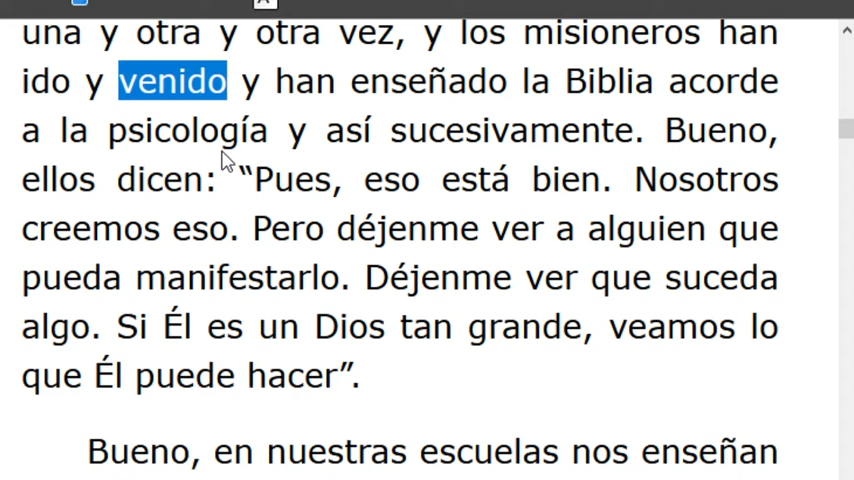 una y otra y otra vez, y los misioneros han
ido y venido y han enseñado la Biblia acorde
a la psicología y así sucesivamente. Bueno,
ellos dicen: “Pues, eso está bien. Nosotros
creemos eso. Pero déjenme ver a alguien que
pueda manifestarlo. Déjenme ver que suceda
algo. Si Él es un Dios tan grande, veamos lo
que Él puede hacer”.
Bueno, en nuestras escuelas nos enseñan